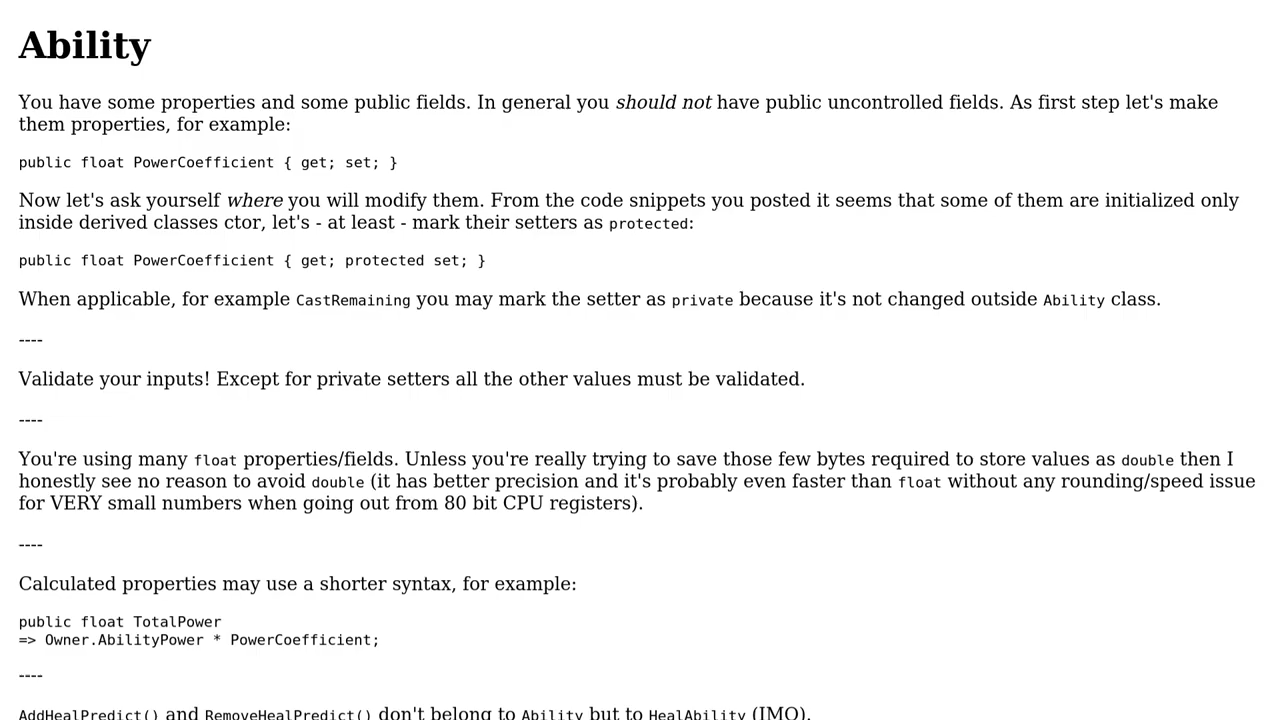 Ability
You have some properties and some public fields. In general you should not have public uncontrolled fields. As first step let's make
them properties, for example:
public float PowerCoefficient { get; set; }
Now let's ask yourself where you will modify them. From the code snippets you posted it seems that some of them are initialized only
inside derived classes ctor, let's - at least - mark their setters as protected:
public float PowerCoefficient { get; protected set; }
When applicable, for example CastRemaining you may mark the setter as private because it's not changed outside Ability class.
----
Validate your inputs! Except for private setters all the other values must be validated.
----
You're using many float properties/fields. Unless you're really trying to save those few bytes required to store values as double then I
honestly see no reason to avoid double (it has better precision and it's probably even faster than float without any rounding/speed issue
for VERY small numbers when going out from 80 bit CPU registers).
----
Calculated properties may use a shorter syntax, for example:
public float TotalPower
=> Owner.AbilityPower * PowerCoefficient;
----
AddHealPredict() and RemoveHealPredict() don't belong to Ability but to HealAbility (IMO).